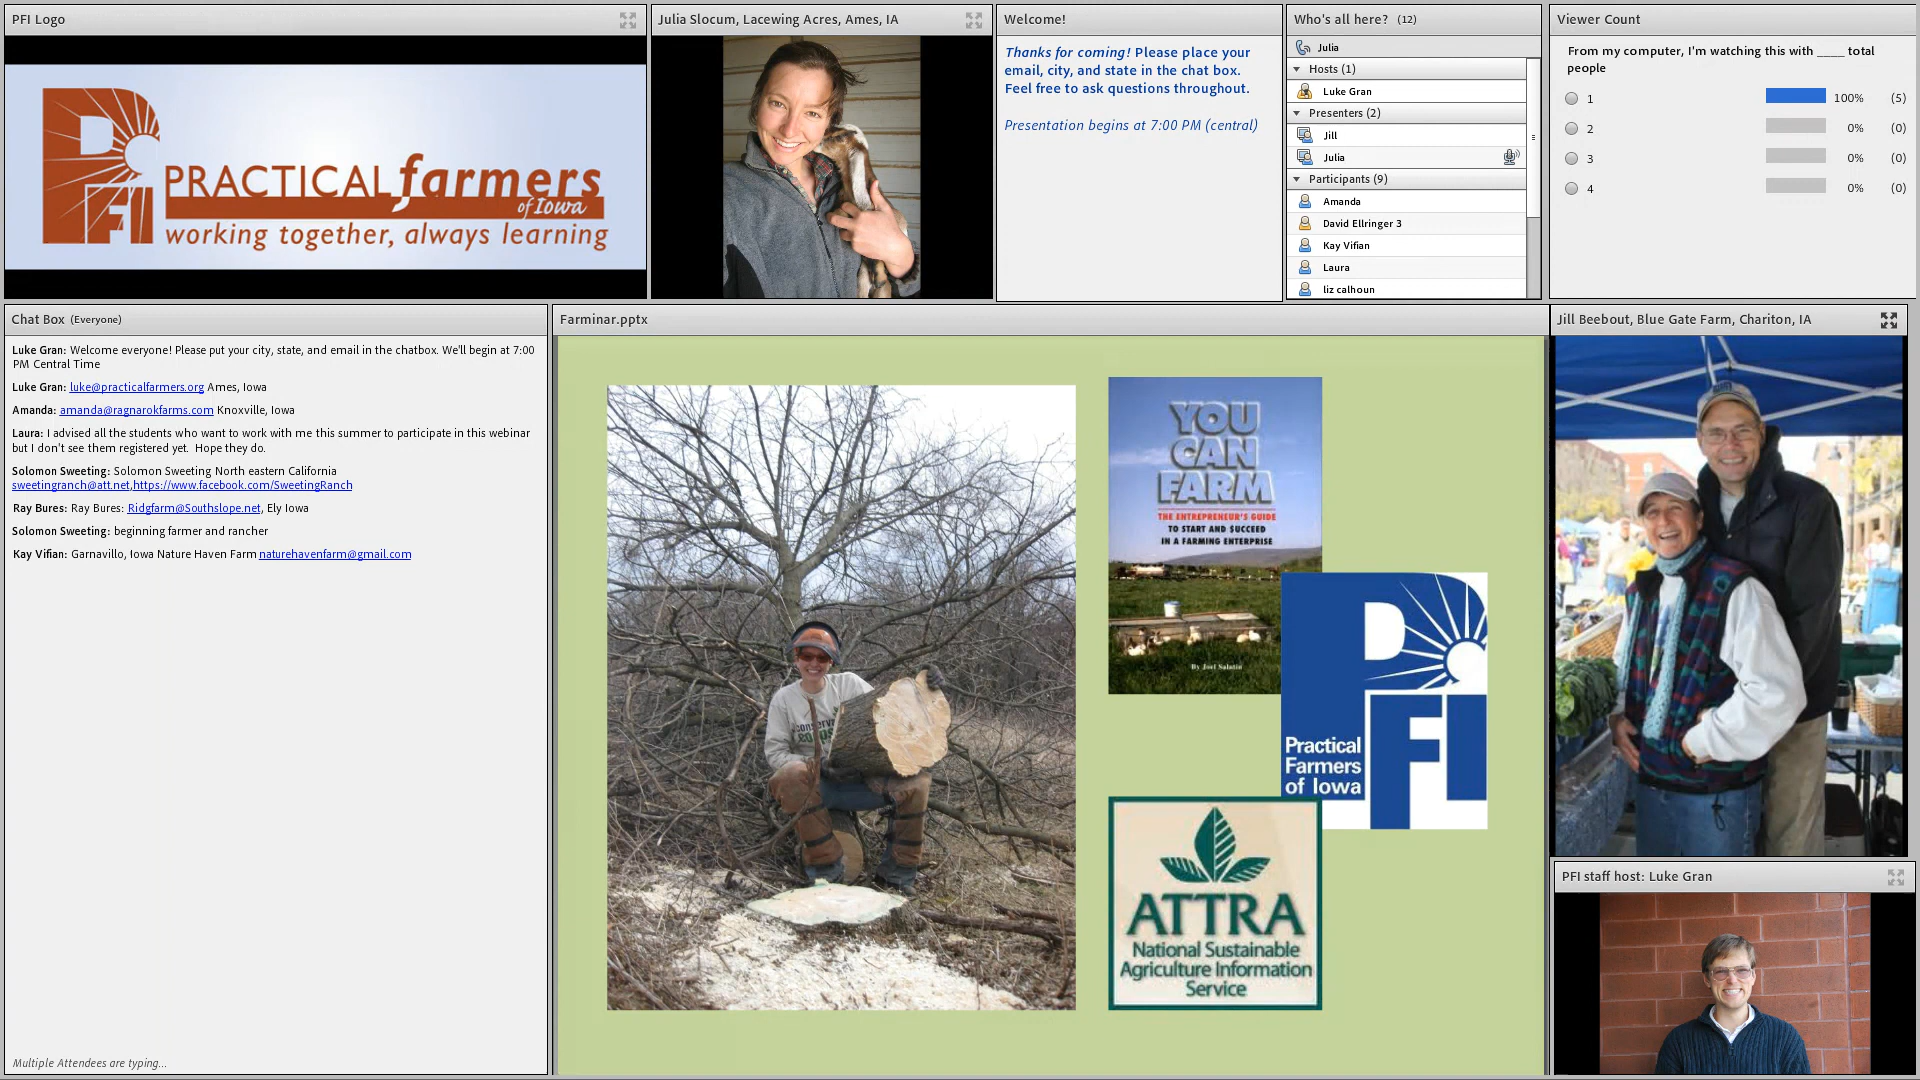 PFI Logo
PFI
PRACTICAL farmers
of Iowa
working together, always learning
Julia Slocum, Lacewing Acres, Ames, IA
Welcome!
Thanks for coming! Please place your
email, city, and state in the chat box.
Feel free to ask questions throughout.
Presentation begins at 7:00 PM (central)
Who's all here? (12)
Julia
Hosts (1)
Luke Gran
Presenters (2)
Jill
Julia
Participants (9)
Amanda
David Ellringer 3
Kay Vifian
Laura
liz calhoun
Viewer Count
From my computer, I'm watching this with ____ total
people
1 100% (5)
2 0% (0)
3 0% (0)
4 0% (0)
Chat Box (Everyone)
Luke Gran: Welcome everyone! Please put your city, state, and email in the chatbox. We'll begin at 7:00
PM Central Time
Luke Gran: luke@practicalfarmers.org Ames, Iowa
Amanda: amanda@ragnarokfarms.com Knoxville, Iowa
Laura: I advised all the students who want to work with me this summer to participate in this webinar
but I don't see them registered yet. Hope they do.
Solomon Sweeting: Solomon Sweeting North eastern California
sweetingranch@att.net,https://www.facebook.com/SweetingRanch
Ray Bures: Ray Bures: Ridgfarm@Southslope.net, Ely Iowa
Solomon Sweeting: beginning farmer and rancher
Kay Vifian: Garnavillo, Iowa Nature Haven Farm naturehavenfarm@gmail.com
Multiple Attendees are typing...
Farminar.pptx
YOU
CAN
FARM
THE ENTREPRENEUR'S GUIDE
TO START AND $UCCEED
IN A FARMING ENTERPRISE
By Joel Salatin
PFI
Practical
Farmers
of Iowa
ATTRA
National Sustainable
Agriculture Information
Service
Jill Beebout, Blue Gate Farm, Chariton, IA
PFI staff host: Luke Gran